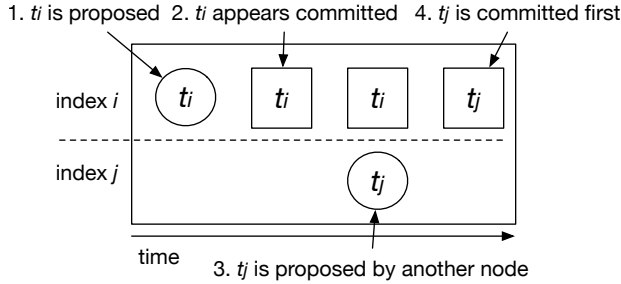 1. ti is proposed 2. ti appears committed 4. tj is committed first
index i ti ti ti tj
index j tj
time
3. tj is proposed by another node